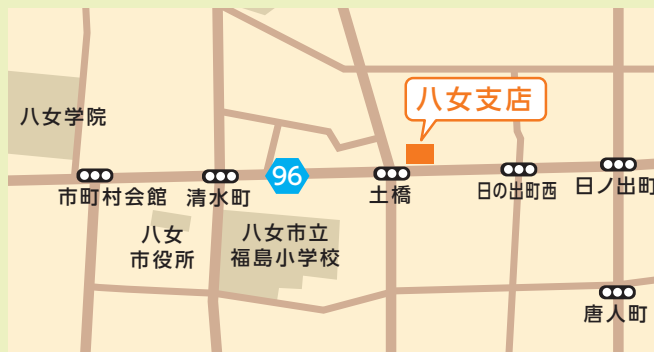 八女支店
八女学院
96
市町村会館
清水町
土橋
日の出町西
日ノ出町
八女
市役所
八女市立
福島小学校
唐人町